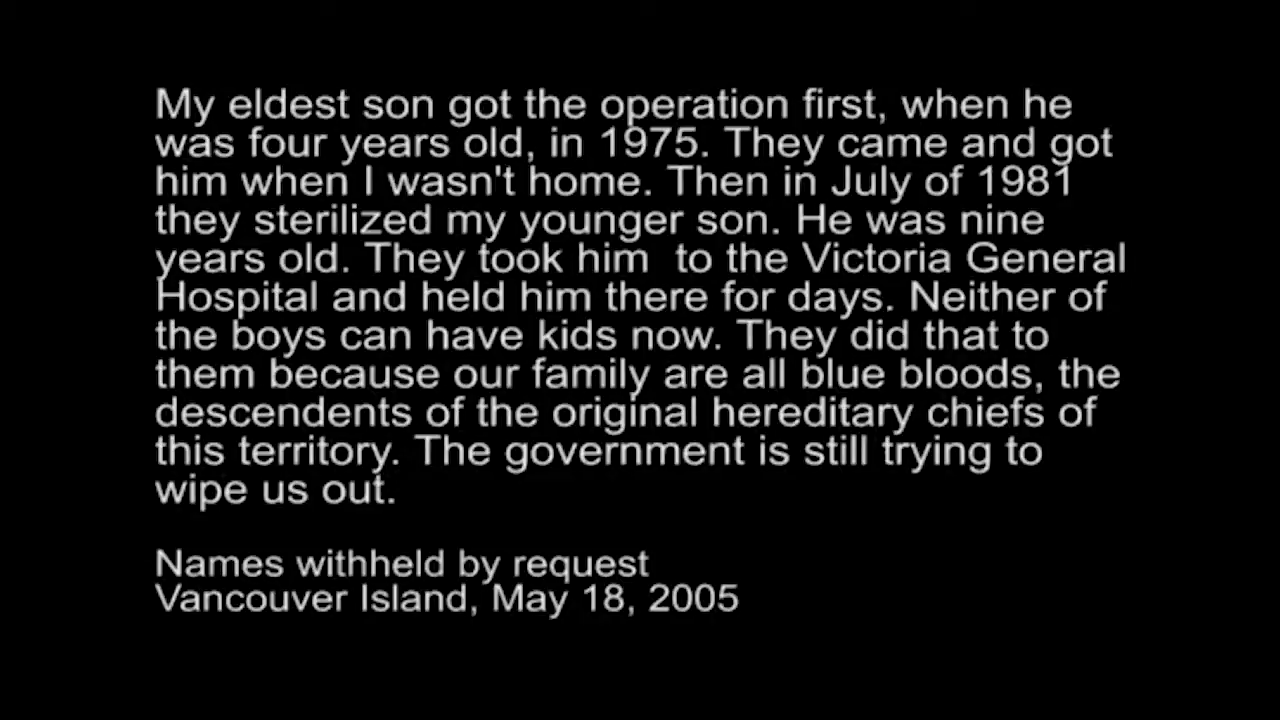 My eldest son got the operation first, when he
was four years old, in 1975. They came and got
him when I wasn't home. Then in July of 1981
they sterilized my younger son. He was nine
years old. They took him  to the Victoria General
Hospital and held him there for days. Neither of
the boys can have kids now. They did that to
them because our family are all blue bloods, the
descendents of the original hereditary chiefs of
this territory. The government is still trying to
wipe us out.
Names withheld by request
Vancouver Island, May 18, 2005